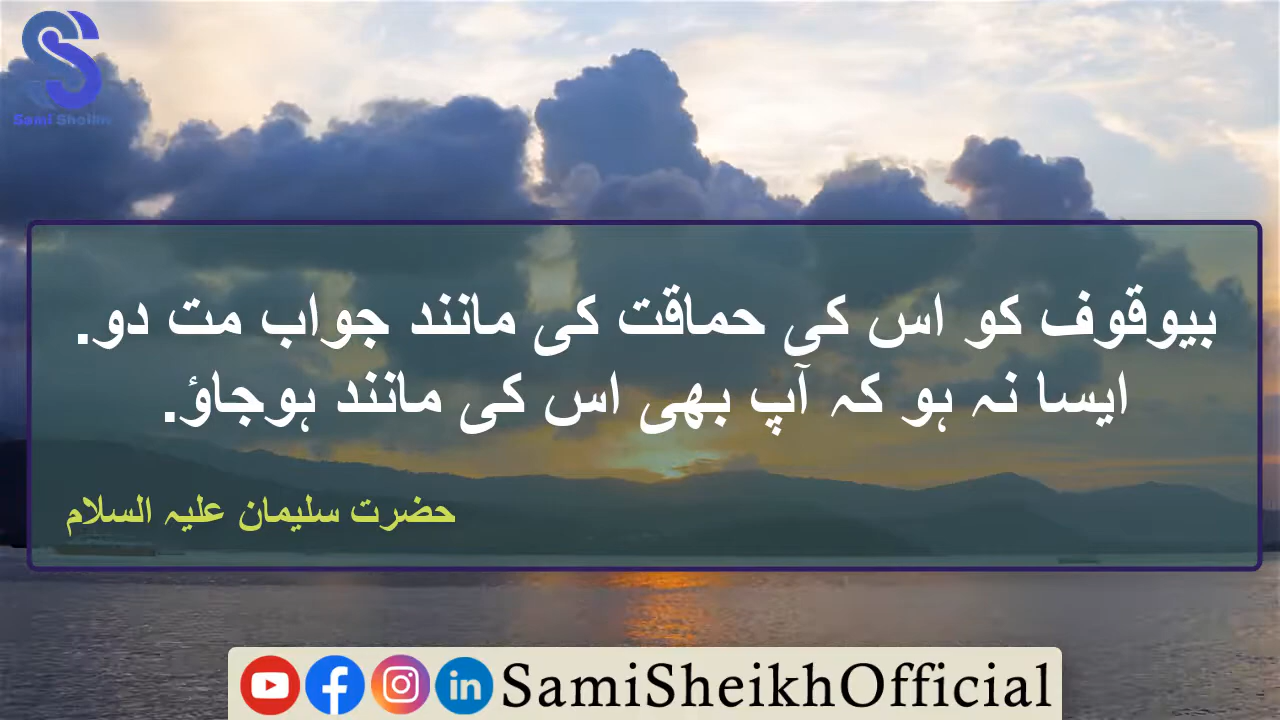 Sami Sheikh
بیوقوف کو اس کی حماقت کی مانند جواب مت دو.
ایسا نہ ہو کہ آپ بھی اس کی مانند ہوجاؤ.
حضرت سلیمان علیہ السلام
SamiSheikhOfficial